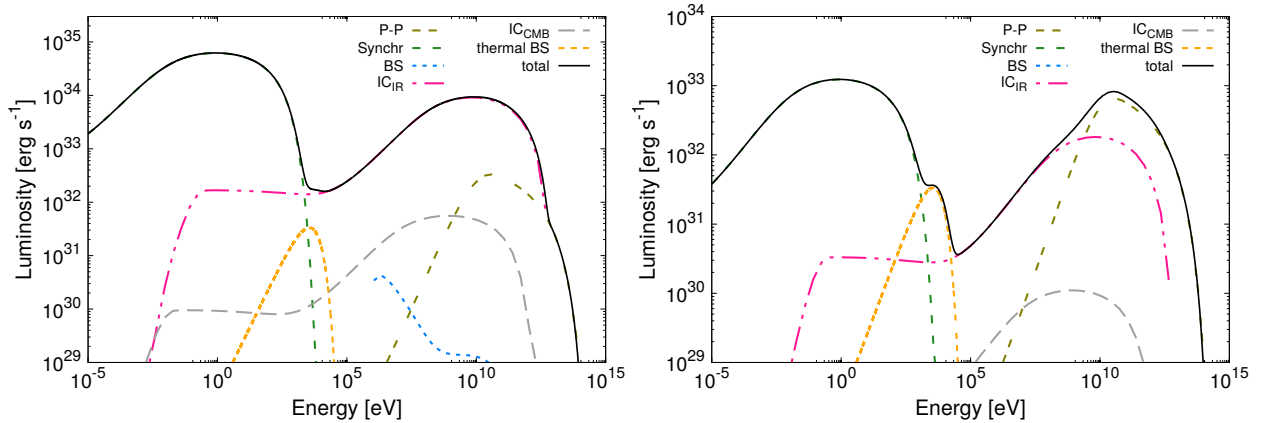 10^35
10^34
10^33
10^32
10^31
10^30
10^29
Luminosity [erg s^-1]
P-P
Synchr
BS
IC_IR
IC_CMB
thermal BS
total
10^-5 10^0 10^5 10^10 10^15
Energy [eV]
10^34
10^33
10^32
10^31
10^30
10^29
Luminosity [erg s^-1]
P-P
Synchr
BS
IC_IR
IC_CMB
thermal BS
total
10^-5 10^0 10^5 10^10 10^15
Energy [eV]